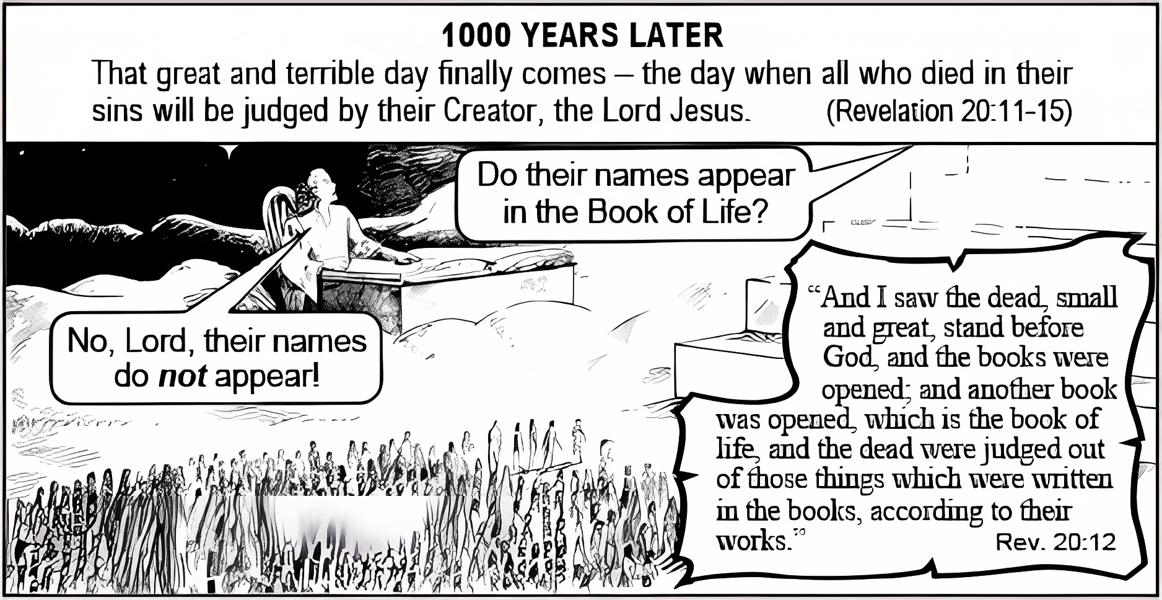 1000 YEARS LATER
That great and terrible day finally comes – the day when all who died in their
sins will be judged by their Creator, the Lord Jesus. (Revelation 20:11-15)
Do their names appear
in the Book of Life?
No, Lord, their names
do not appear!
“And I saw the dead, small
and great, stand before
God, and the books were
opened; and another book
was opened, which is the book of
life, and the dead were judged out
of those things which were written
in the books, according to their
works.”
Rev. 20:12